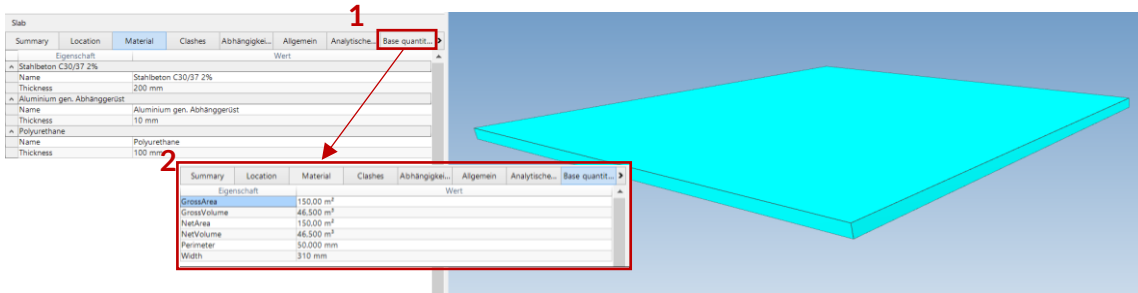 1
Slab
Summary Location Material Clashes Abhängigkei... Allgemein Analytische... Base quantit...
Eigenschaft Wert
Stahlbeton C30/37 2%
Name Stahlbeton C30/37 2%
Thickness 200 mm
Aluminium gen. Abhänggerüst
Name Aluminium gen. Abhänggerüst
Thickness 10 mm
Polyurethane
Name Polyurethane
Thickness 100 mm
2
Summary Location Material Clashes Abhängigkei... Allgemein Analytische... Base quantit...
Eigenschaft Wert
GrossArea 150,00 m²
GrossVolume 46,500 m³
NetArea 150,00 m²
NetVolume 46,500 m³
Perimeter 50.000 mm
Width 310 mm